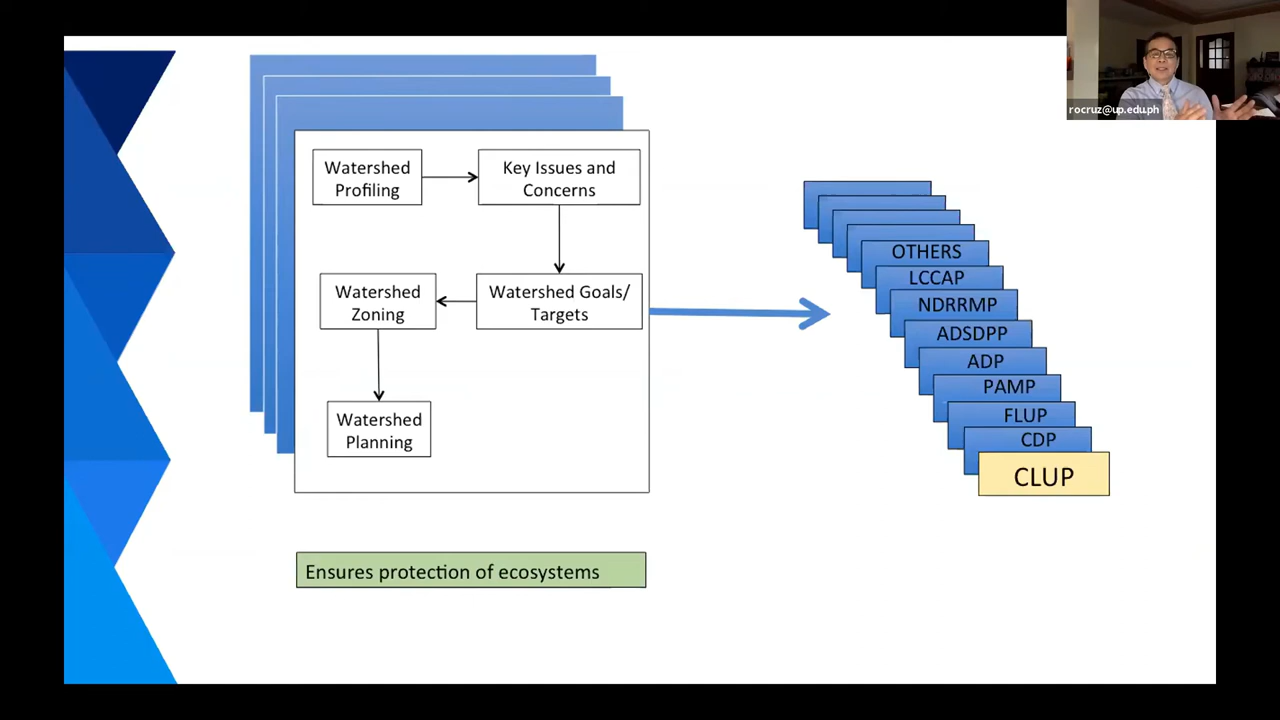 rocruz@up.edu.ph
Watershed
Profiling
Key Issues and
Concerns
Watershed
Zoning
Watershed Goals/
Targets
Watershed
Planning
Ensures protection of ecosystems
OTHERS
LCCAP
NDRRMP
ADSDPP
ADP
PAMP
FLUP
CDP
CLUP